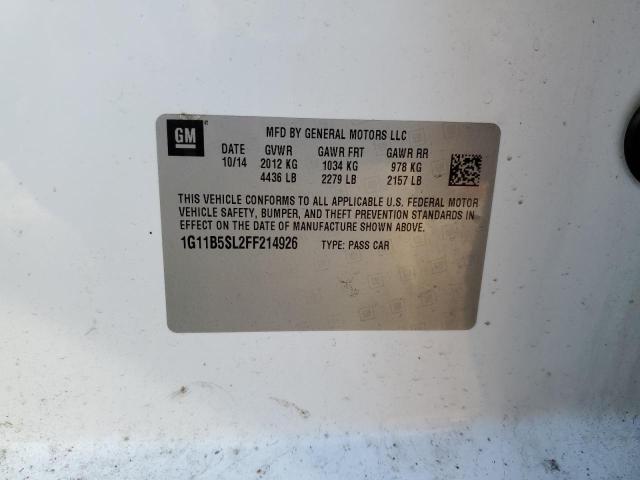 GM
MFD BY GENERAL MOTORS LLC
DATE GVWR GAWR FRT GAWR RR
10/14 2012 KG 1034 KG 978 KG
4436 LB 2279 LB 2157 LB
THIS VEHICLE CONFORMS TO ALL APPLICABLE U.S. FEDERAL MOTOR
VEHICLE SAFETY, BUMPER, AND THEFT PREVENTION STANDARDS IN
EFFECT ON THE DATE OF MANUFACTURE SHOWN ABOVE.
1G11B5SL2FF214926 TYPE: PASS CAR